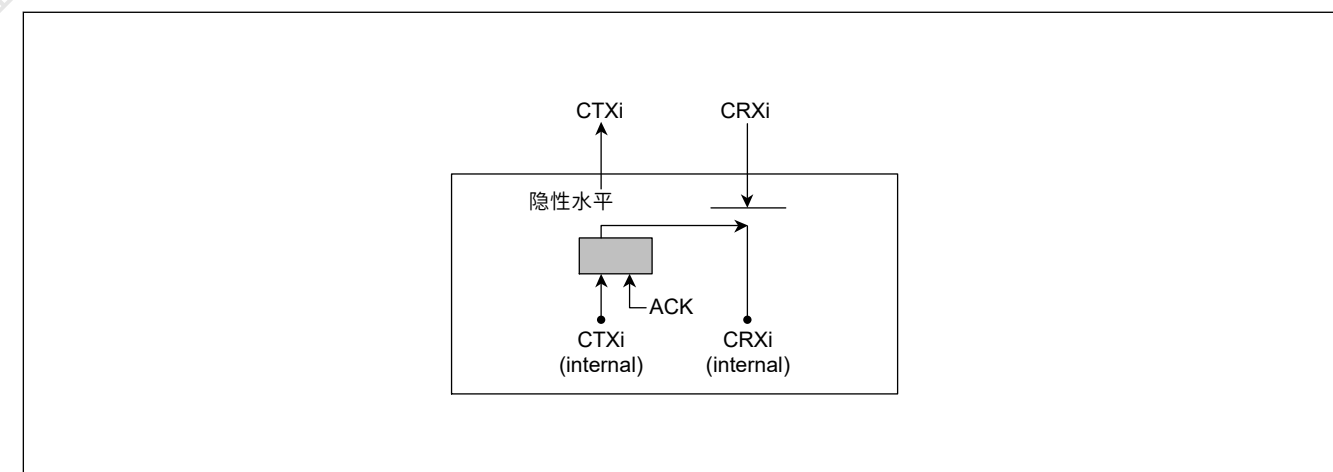 CTXi CRXi
隐性水平
ACK
CTXi CRXi
(internal) (internal)